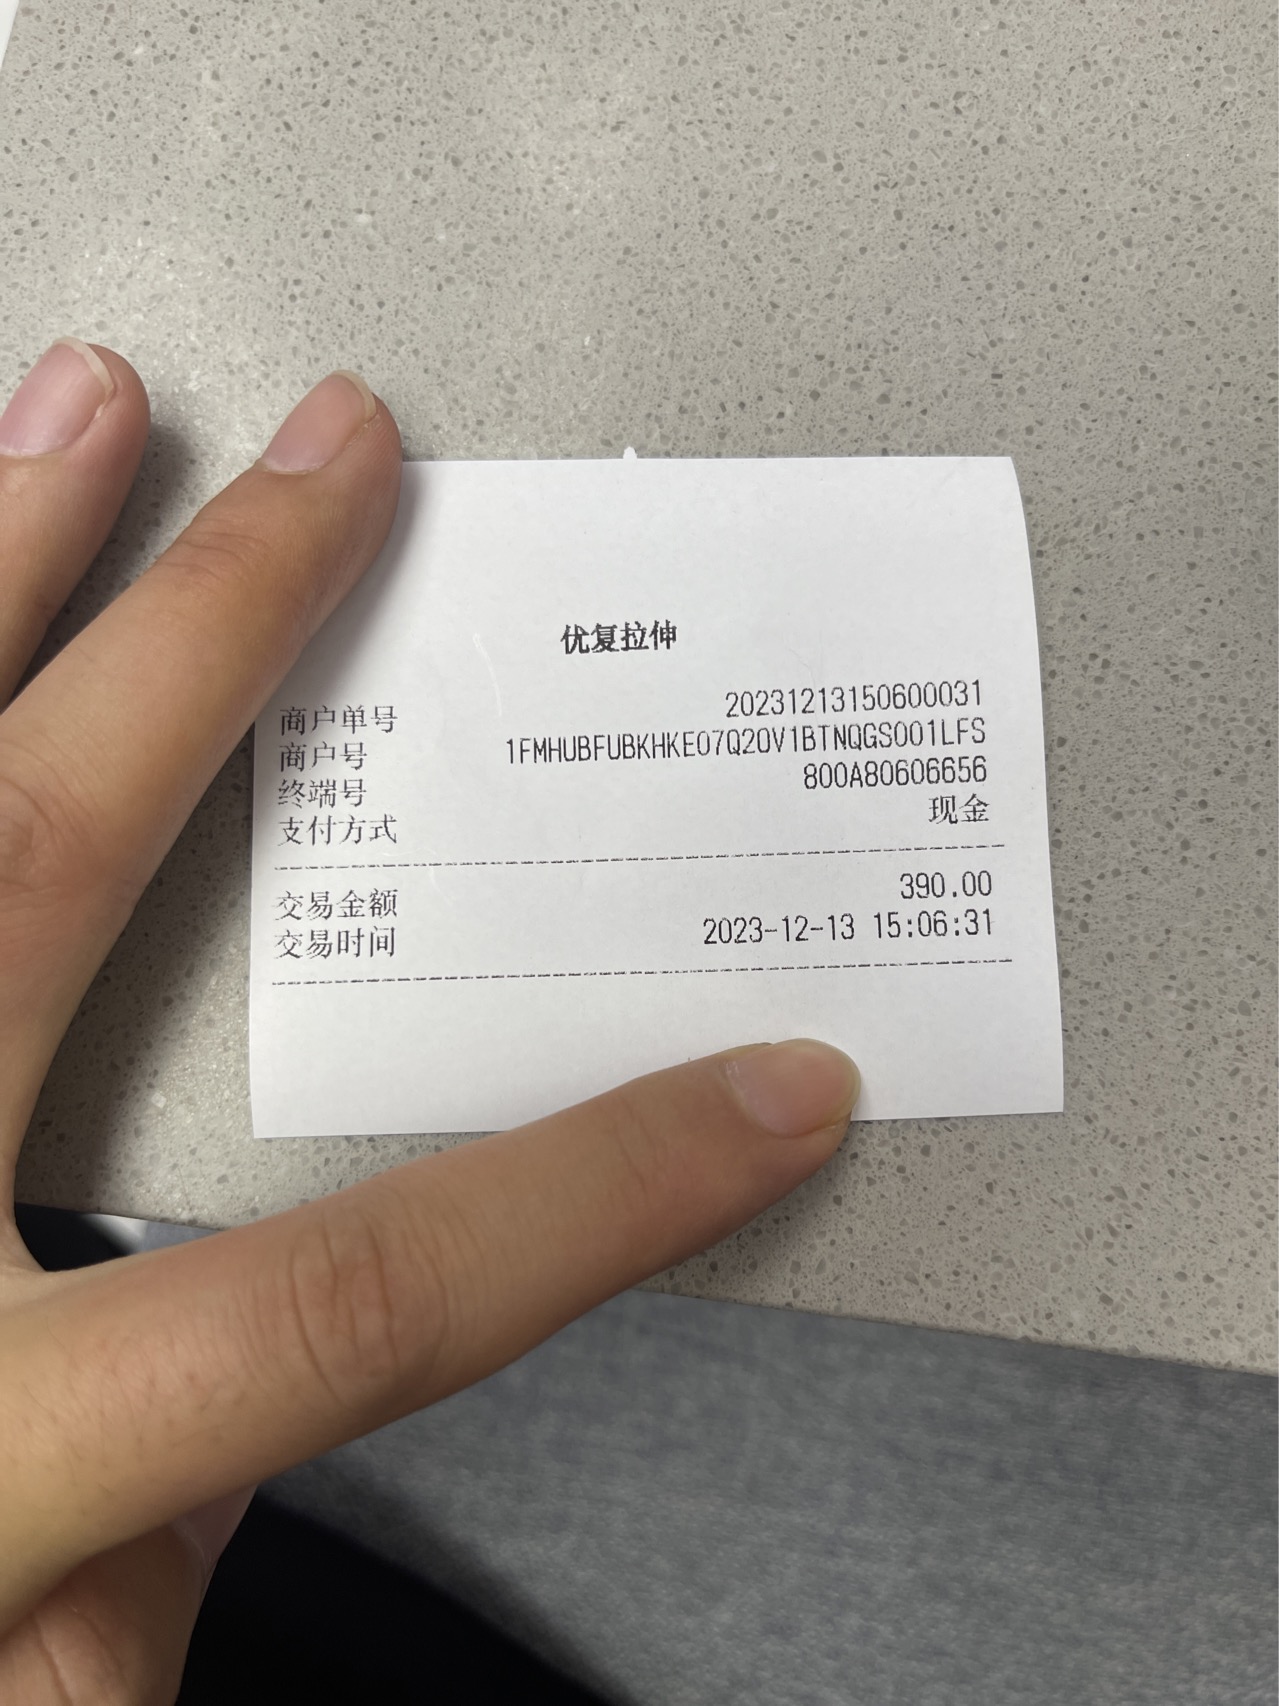 优复拉伸
商户单号 20231213150600031
商户号 1FMHUBFUBKHKE07Q20V1BTNQGS001LFS
终端号 800A80606656
支付方式 现金
交易金额 390.00
交易时间 2023-12-13 15:06:31